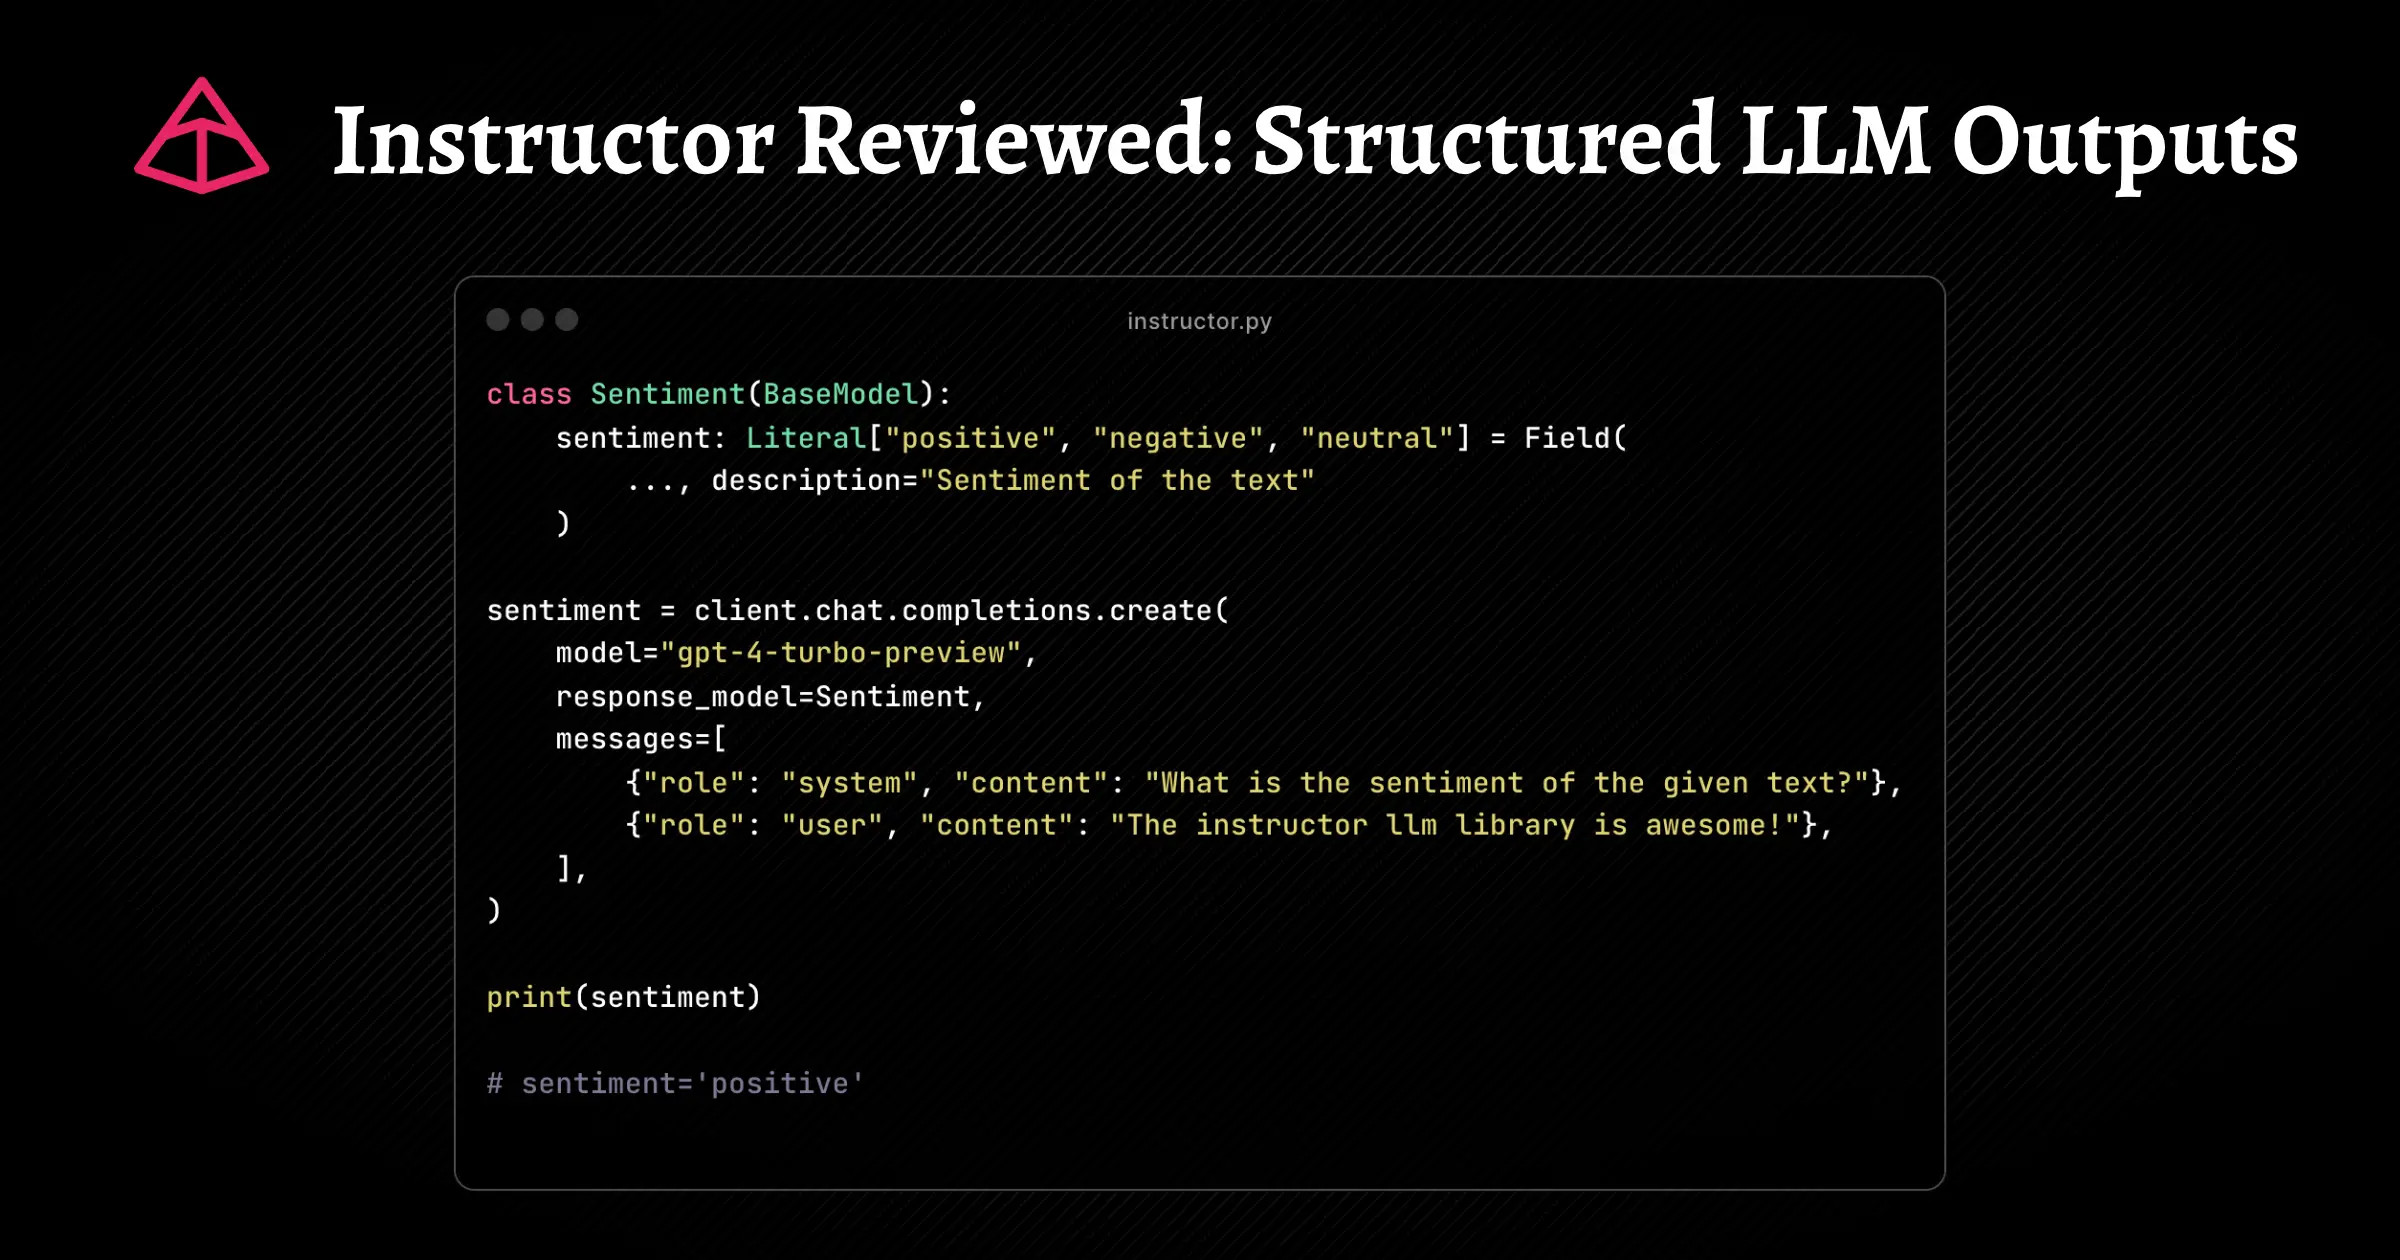 Instructor Reviewed: Structured LLM Outputs
instructor.py
class Sentiment(BaseModel):
    sentiment: Literal["positive", "negative", "neutral"] = Field(
        ..., description="Sentiment of the text"
    )
sentiment = client.chat.completions.create(
    model="gpt-4-turbo-preview",
    response_model=Sentiment,
    messages=[
        {"role": "system", "content": "What is the sentiment of the given text?"},
        {"role": "user", "content": "The instructor llm library is awesome!"},
    ],
)
print(sentiment)
# sentiment='positive'